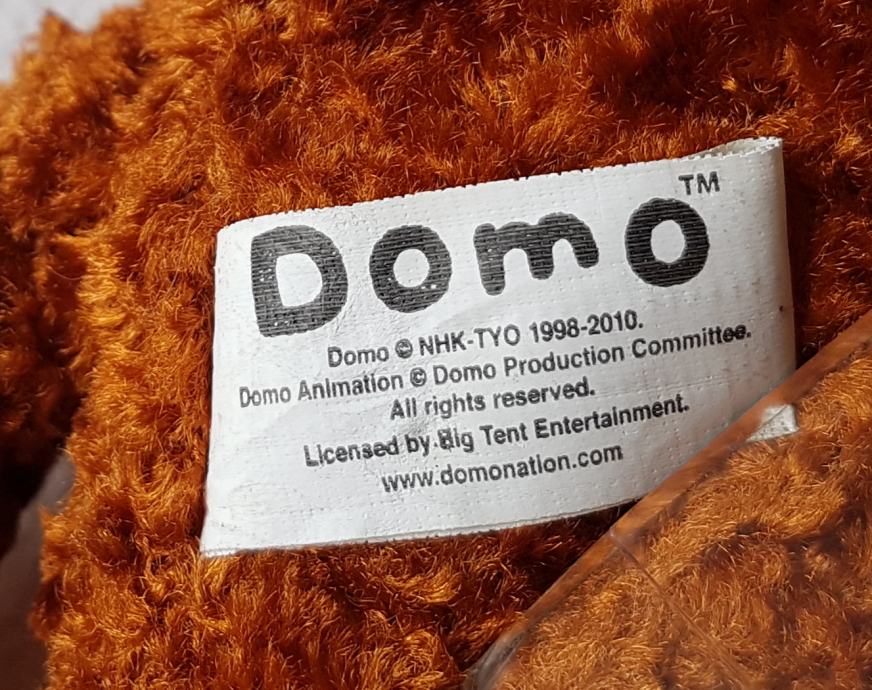 Domo™
Domo © NHK-TYO 1998-2010.
Domo Animation © Domo Production Committee.
All rights reserved.
Licensed by Big Tent Entertainment.
www.domonation.com